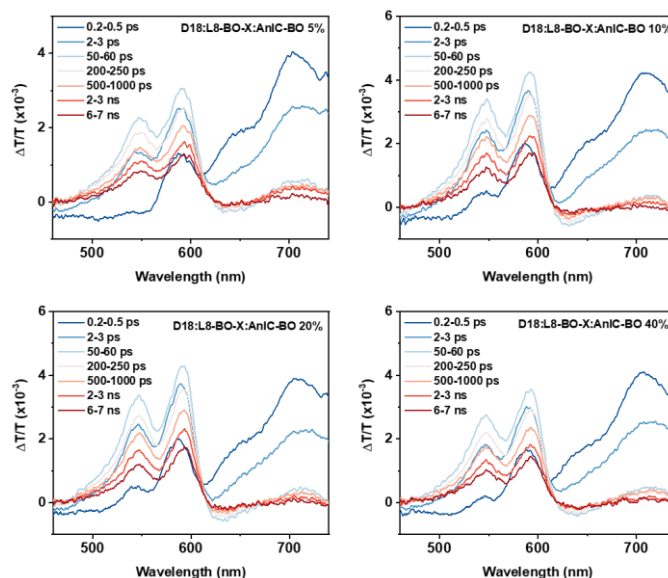 D18:L8-BO-X:AnIC-BO 5%
0.2-0.5 ps
2-3 ps
50-60 ps
200-250 ps
500-1000 ps
2-3 ns
6-7 ns
ΔT/T (x10⁻³)
4
2
0
500 600 700
Wavelength (nm)
D18:L8-BO-X:AnIC-BO 10%
0.2-0.5 ps
2-3 ps
50-60 ps
200-250 ps
500-1000 ps
2-3 ns
6-7 ns
ΔT/T (x10⁻³)
6
4
2
0
500 600 700
Wavelength (nm)
D18:L8-BO-X:AnIC-BO 20%
0.2-0.5 ps
2-3 ps
50-60 ps
200-250 ps
500-1000 ps
2-3 ns
6-7 ns
ΔT/T (x10⁻³)
6
4
2
0
500 600 700
Wavelength (nm)
D18:L8-BO-X:AnIC-BO 40%
0.2-0.5 ps
2-3 ps
50-60 ps
200-250 ps
500-1000 ps
2-3 ns
6-7 ns
ΔT/T (x10⁻³)
6
4
2
0
500 600 700
Wavelength (nm)